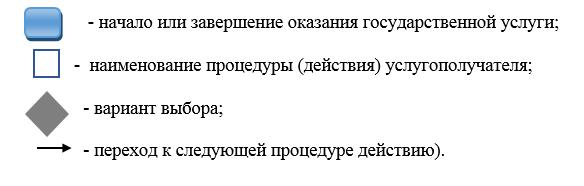 - начало или завершение оказания государственной услуги;
- наименование процедуры (действия) услугополучателя;
- вариант выбора;
- переход к следующей процедуре действию).